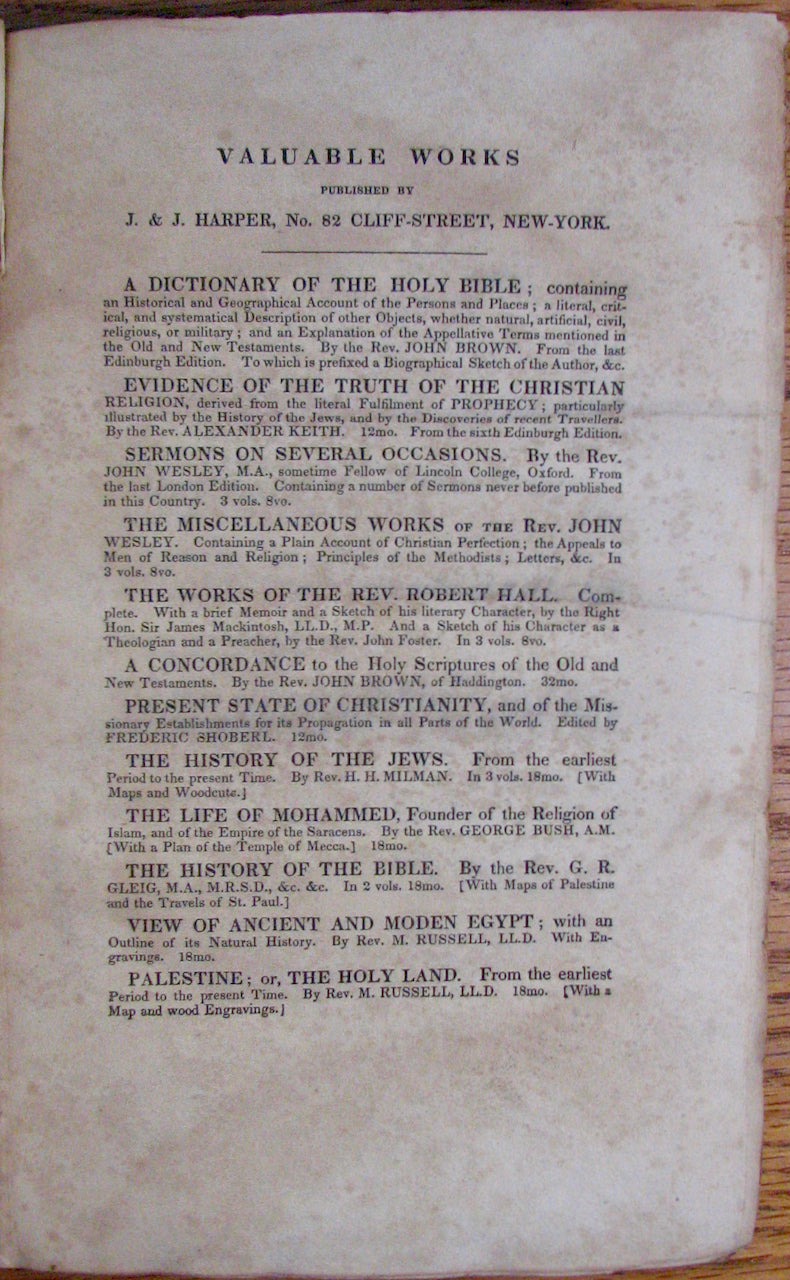 VALUABLE WORKS
PUBLISHED BY
J. & J. HARPER, No. 82 CLIFF-STREET, NEW-YORK.
A DICTIONARY OF THE HOLY BIBLE; containing
an Historical and Geographical Account of the Persons and Places; a literal, crit-
ical, and systematical Description of other Objects, whether natural, artificial, civil,
religious, or military; and an Explanation of the Appellative Terms mentioned in
the Old and New Testaments. By the Rev. JOHN BROWN. From the last
Edinburgh Edition. To which is prefixed a Biographical Sketch of the Author, &c.
EVIDENCE OF THE TRUTH OF THE CHRISTIAN
RELIGION, derived from the literal Fulfilment of PROPHECY; particularly
illustrated by the History of the Jews, and by the Discoveries of recent Travellers.
By the Rev. ALEXANDER KEITH. 12mo. From the sixth Edinburgh Edition.
SERMONS ON SEVERAL OCCASIONS. By the Rev.
JOHN WESLEY, M.A., sometime Fellow of Lincoln College, Oxford. From
the last London Edition. Containing a number of Sermons never before published
in this Country. 3 vols. 8vo.
THE MISCELLANEOUS WORKS OF THE REV. JOHN
WESLEY. Containing a Plain Account of Christian Perfection; the Appeals to
Men of Reason and Religion; Principles of the Methodists; Letters, &c. In
3 vols. 8vo.
THE WORKS OF THE REV. ROBERT HALL. Com-
plete. With a brief Memoir and a Sketch of his literary Character, by the Right
Hon. Sir James Mackintosh, LL.D., M.P. And a Sketch of his Character as a
Theologian and a Preacher, by the Rev. John Foster. In 3 vols. 8vo.
A CONCORDANCE to the Holy Scriptures of the Old and
New Testaments. By the Rev. JOHN BROWN, of Haddington. 32mo.
PRESENT STATE OF CHRISTIANITY, and of the Mis-
sionary Establishments for its Propagation in all Parts of the World. Edited by
FREDERIC SHOBERL. 12mo.
THE HISTORY OF THE JEWS. From the earliest
Period to the present Time. By Rev. H. H. MILMAN. In 3 vols. 18mo. [With
Maps and Woodcuts.]
THE LIFE OF MOHAMMED, Founder of the Religion of
Islam, and of the Empire of the Saracens. By the Rev. GEORGE BUSH, A.M.
[With a Plan of the Temple of Mecca.] 18mo.
THE HISTORY OF THE BIBLE. By the Rev. G. R.
GLEIG, M.A., M.R.S.D., &c. &c. In 2 vols. 18mo. [With Maps of Palestine
and the Travels of St. Paul.]
VIEW OF ANCIENT AND MODEN EGYPT; with an
Outline of its Natural History. By Rev. M. RUSSELL, LL.D. With En-
gravings. 18mo.
PALESTINE; or, THE HOLY LAND. From the earliest
Period to the present Time. By Rev. M. RUSSELL, LL.D. 18mo. [With a
Map and wood Engravings.]